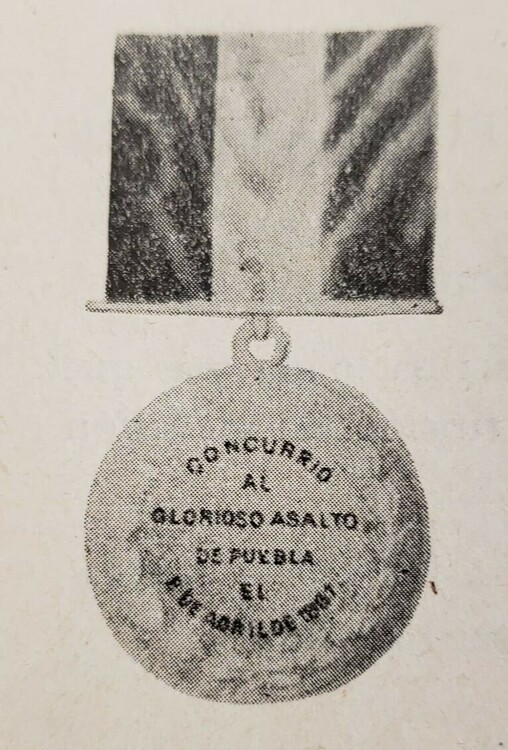 CONCURRIO
AL
GLORIOSO ASALTO
DE PUEBLA
EL
2 DE ABRIL DE 1867.